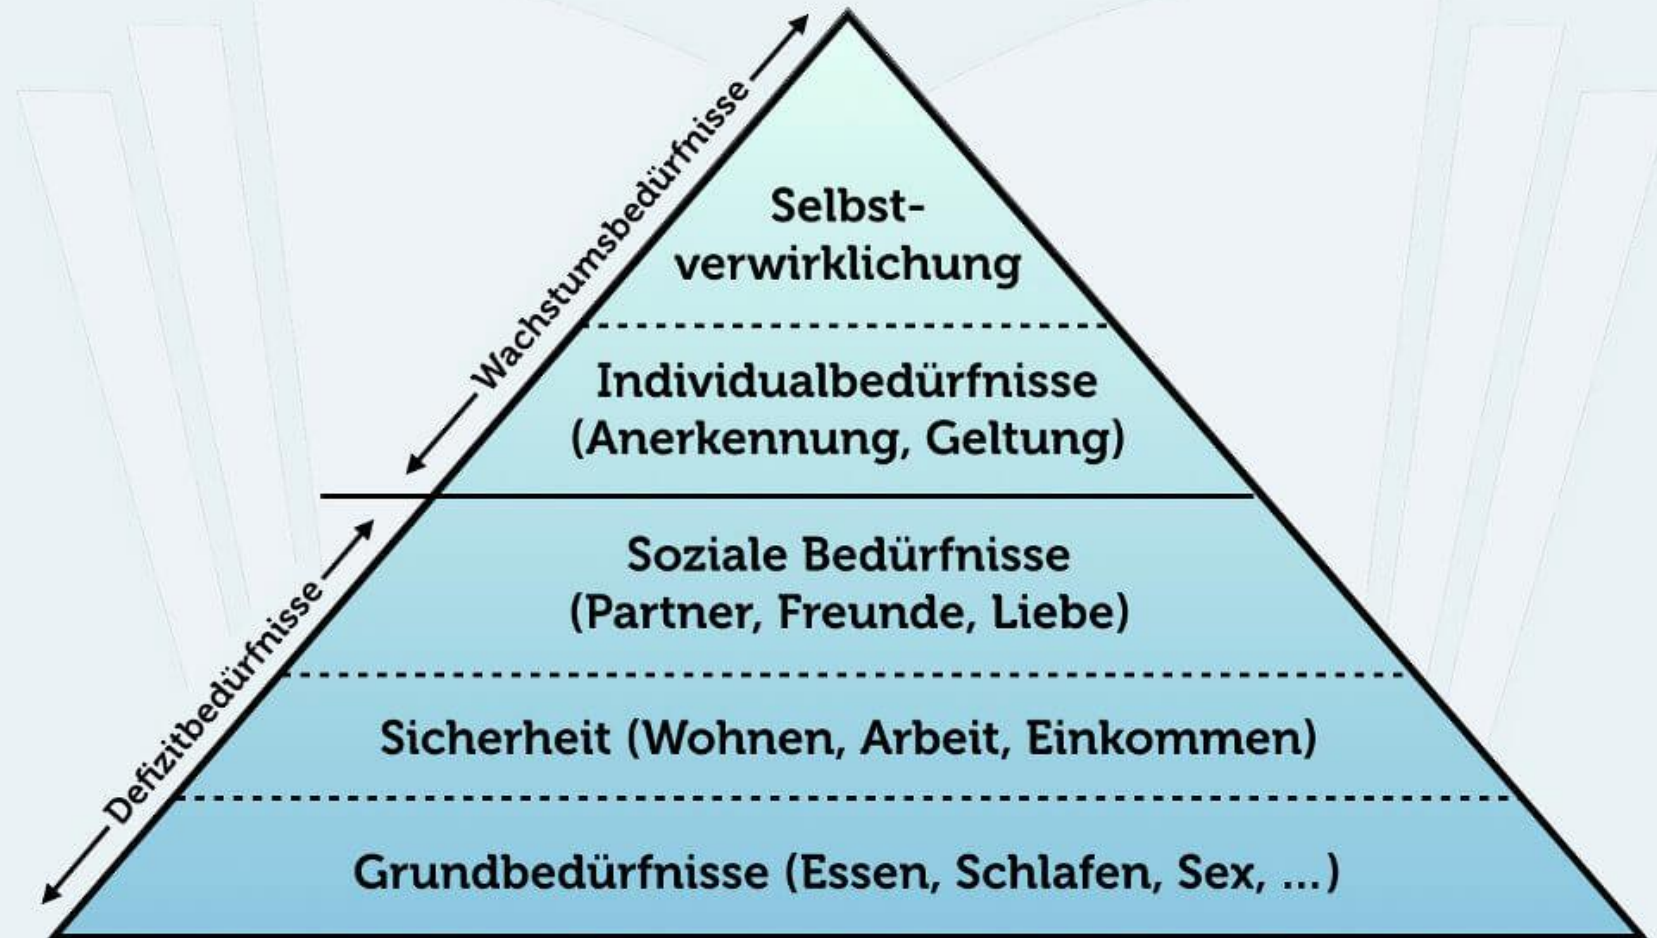 Wachstumsbedürfnisse
Selbst-
verwirklichung
Individualbedürfnisse
(Anerkennung, Geltung)
Defizitbedürfnisse
Soziale Bedürfnisse
(Partner, Freunde, Liebe)
Sicherheit (Wohnen, Arbeit, Einkommen)
Grundbedürfnisse (Essen, Schlafen, Sex, ...)